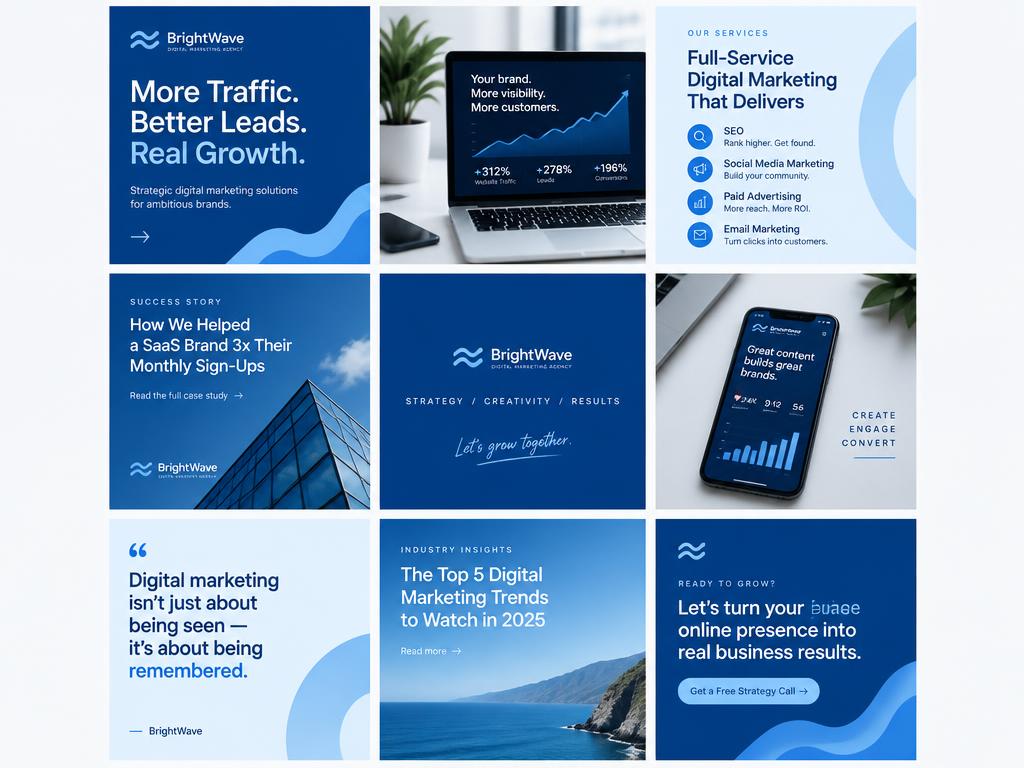 BrightWave
DIGITAL MARKETING AGENCY
More Traffic.
Better Leads.
Real Growth.
Strategic digital marketing solutions
for ambitious brands.
Your brand.
More visibility.
More customers.
+312%
+278%
+196%
Website Traffic
Leads
Conversions
OUR SERVICES
Full-Service
Digital Marketing
That Delivers
SEO
Rank higher. Get found.
Social Media Marketing
Build your community.
Paid Advertising
More reach. More ROI.
Email Marketing
Turn clicks into customers.
SUCCESS STORY
How We Helped
a SaaS Brand 3x Their
Monthly Sign-Ups
Read the full case study →
BrightWave
BrightWave
DIGITAL MARKETING AGENCY
STRATEGY / CREATIVITY / RESULTS
Let's grow together.
Great content
builds great
brands.
56
CREATE
ENGAGE
CONVERT
“
Digital marketing
isn't just about
being seen —
it's about being
remembered.
— BrightWave
INDUSTRY INSIGHTS
The Top 5 Digital
Marketing Trends
to Watch in 2025
Read more →
READY TO GROW?
Let's turn your
online presence into
real business results.
Get a Free Strategy Call →